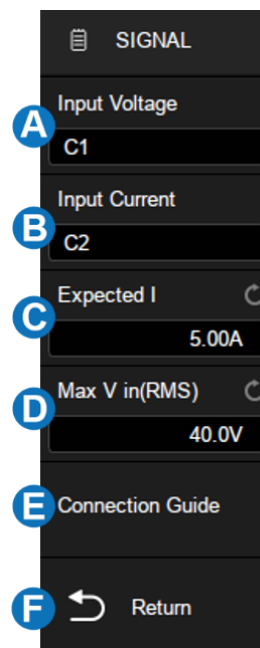 SIGNAL
A
Input Voltage
C1
B
Input Current
C2
C
Expected I
5.00A
D
Max V in(RMS)
40.0V
E
Connection Guide
F
Return